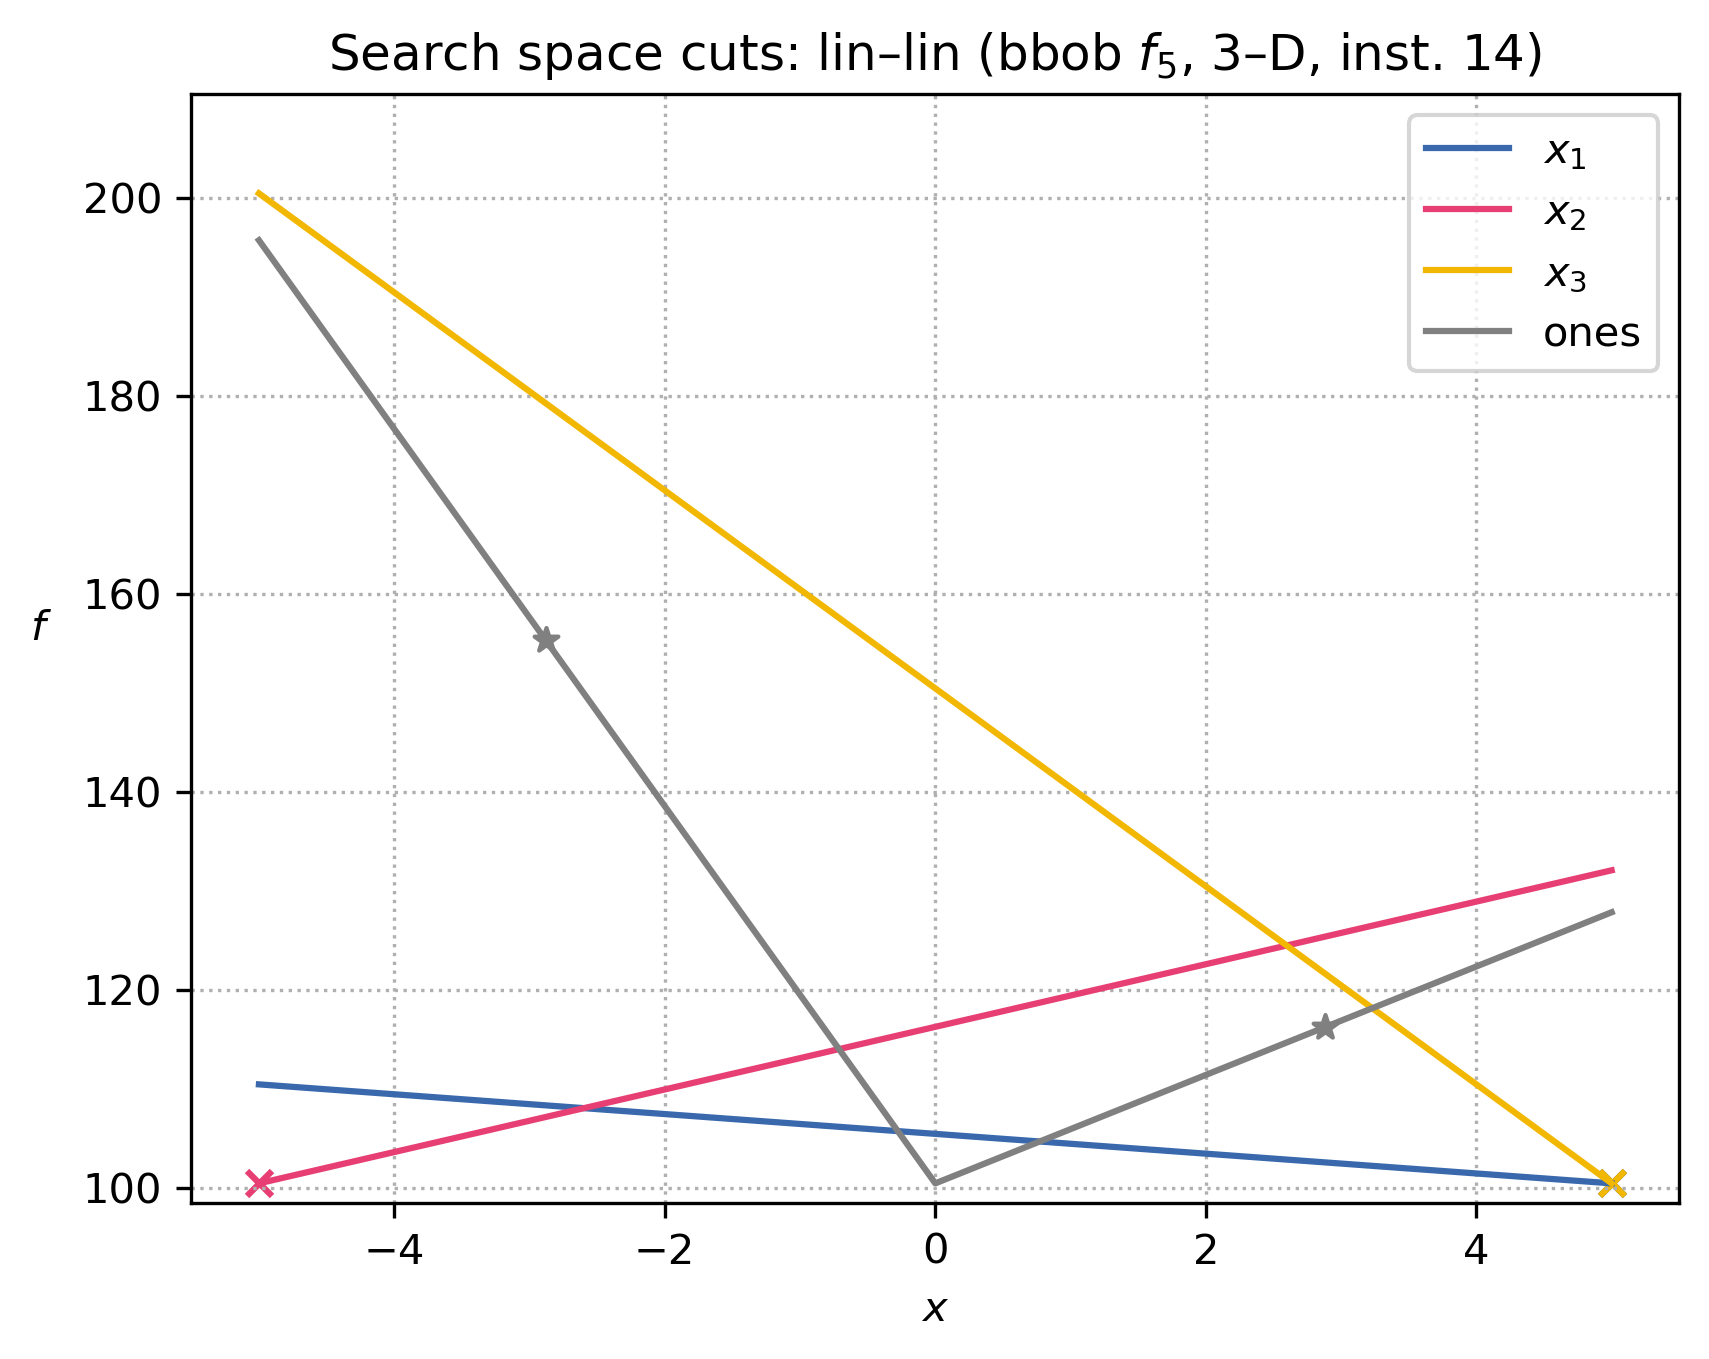 Search space cuts: lin–lin (bbob f₅, 3–D, inst. 14)
x₁
x₂
x₃
ones
200
180
160
140
120
100
f
−4 −2 0 2 4
x